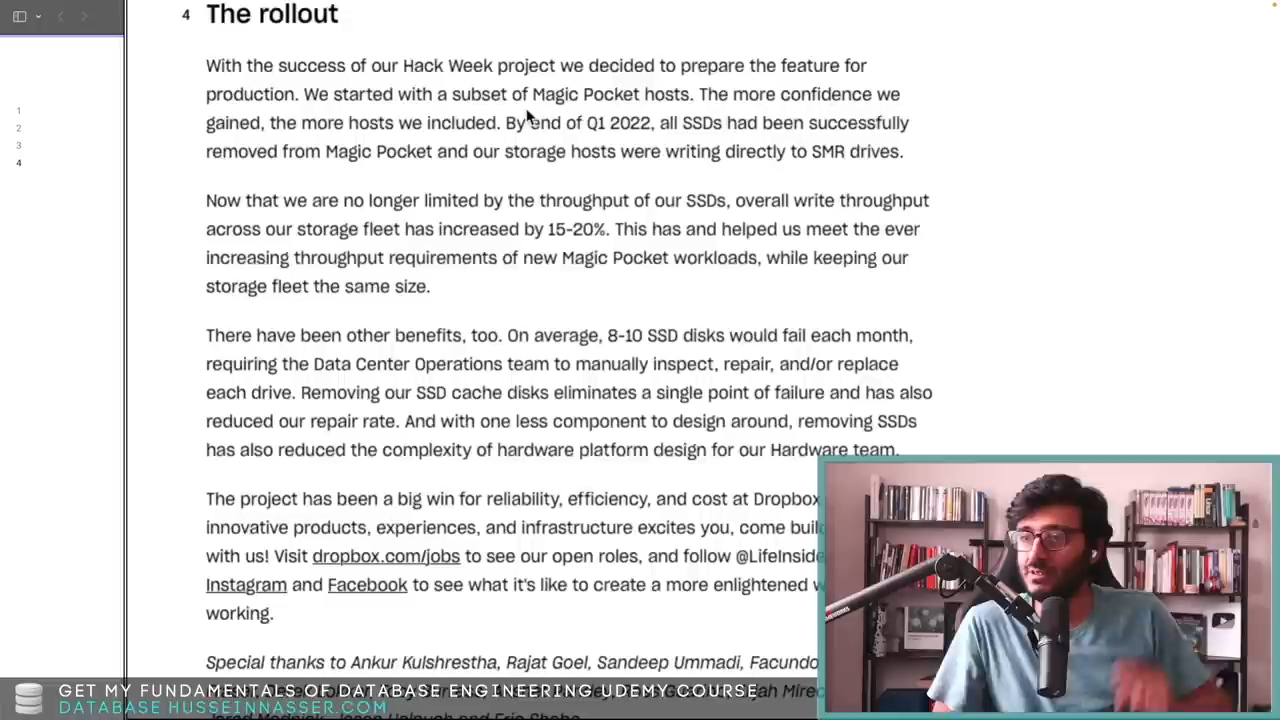 4 The rollout
With the success of our Hack Week project we decided to prepare the feature for
production. We started with a subset of Magic Pocket hosts. The more confidence we
gained, the more hosts we included. By end of Q1 2022, all SSDs had been successfully
removed from Magic Pocket and our storage hosts were writing directly to SMR drives.
Now that we are no longer limited by the throughput of our SSDs, overall write throughput
across our storage fleet has increased by 15-20%. This has and helped us meet the ever
increasing throughput requirements of new Magic Pocket workloads, while keeping our
storage fleet the same size.
There have been other benefits, too. On average, 8-10 SSD disks would fail each month,
requiring the Data Center Operations team to manually inspect, repair, and/or replace
each drive. Removing our SSD cache disks eliminates a single point of failure and has also
reduced our repair rate. And with one less component to design around, removing SSDs
has also reduced the complexity of hardware platform design for our Hardware team.
The project has been a big win for reliability, efficiency, and cost at Dropbox
innovative products, experiences, and infrastructure excites you, come
with us! Visit dropbox.com/jobs to see our open roles, and follow
Instagram and Facebook to see what it's like to create a more enlightened
working.
Special thanks to Ankur Kulshrestha, Rajat Goel, Sandeep Ummadi, Facundo
1
2
3
4
GET MY FUNDAMENTALS OF DATABASE ENGINEERING UDEMY COURSE
DATABASE.HUSSEINNASSER.COM